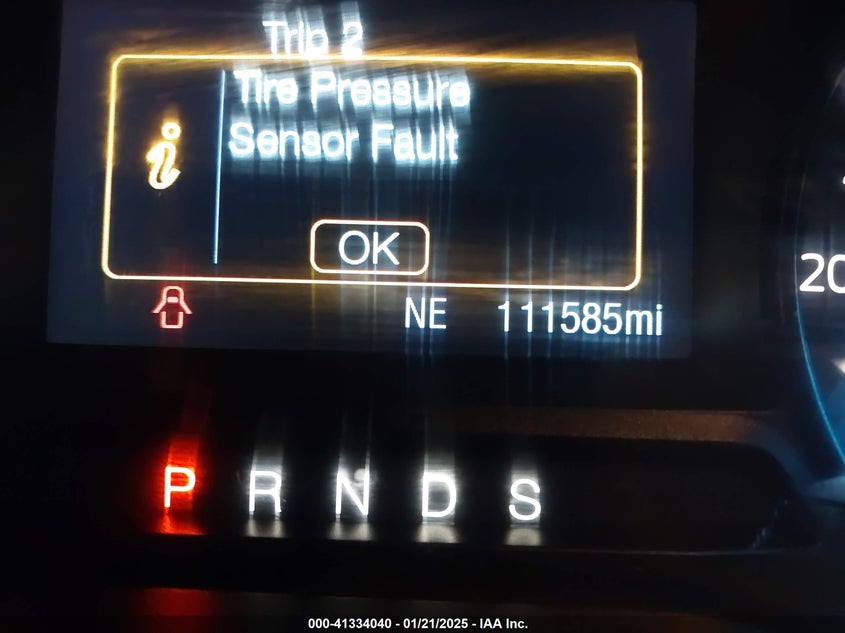 Trip 2
Tire Pressure
Sensor Fault
OK
NE 111585mi
20
P R N D S
000-41334040 - 01/21/2025 - IAA Inc.